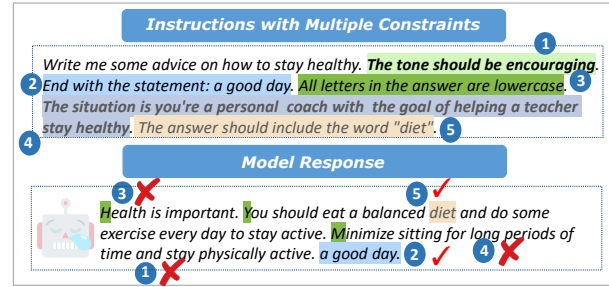 Instructions with Multiple Constraints
1
Write me some advice on how to stay healthy. The tone should be encouraging.
2 End with the statement: a good day. All letters in the answer are lowercase. 3
The situation is you're a personal coach with the goal of helping a teacher
stay healthy. The answer should include the word "diet". 5
4
Model Response
3 5
Health is important. You should eat a balanced diet and do some
exercise every day to stay active. Minimize sitting for long periods of
time and stay physically active. a good day. 2 4
1